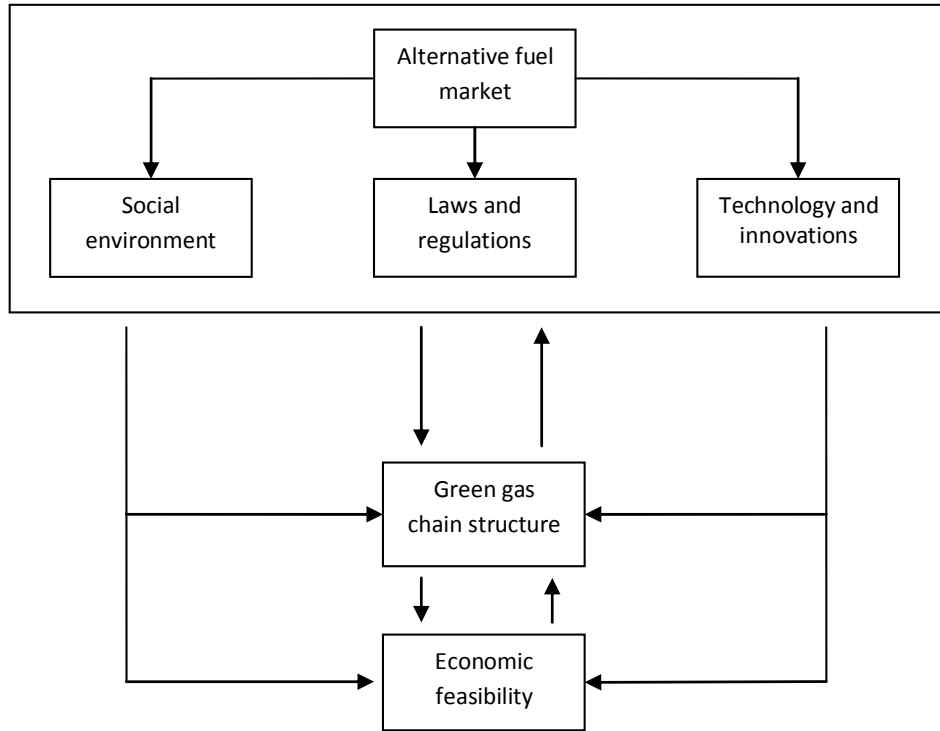 Alternative fuel
market
Social
environment
Laws and
regulations
Technology and
innovations
Green gas
chain structure
Economic
feasibility